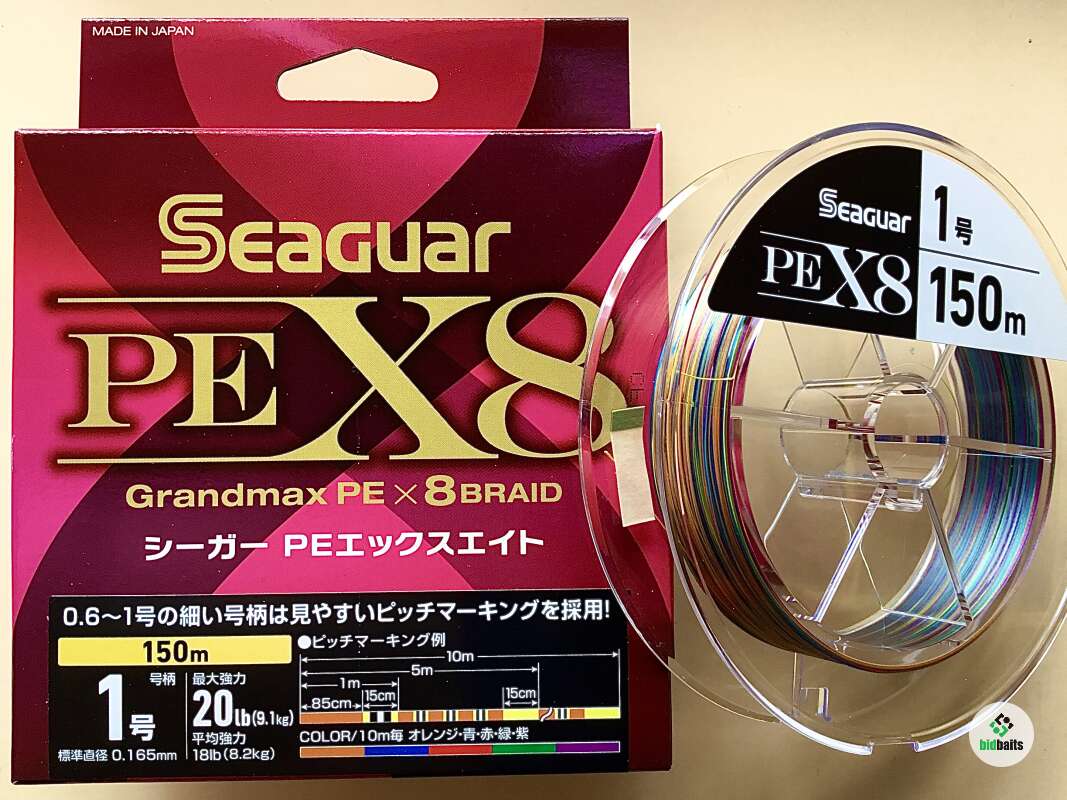 MADE IN JAPAN
SEAGUAR
PE X8
Grandmax PE×8BRAID
シーガー PEエックスエイト
0.6～1号の細い号柄は見やすいピッチマーキングを採用!
150m
●ピッチマーキング例
10m
5m
1m
85cm
15cm
15cm
号柄
1号
標準直径 0.165mm
最大強力
20lb(9.1kg)
平均強力
18lb(8.2kg)
COLOR/10m毎 オレンジ・青・赤・緑・紫
SEAGUAR
PE X8
1号
150m
bidbaits